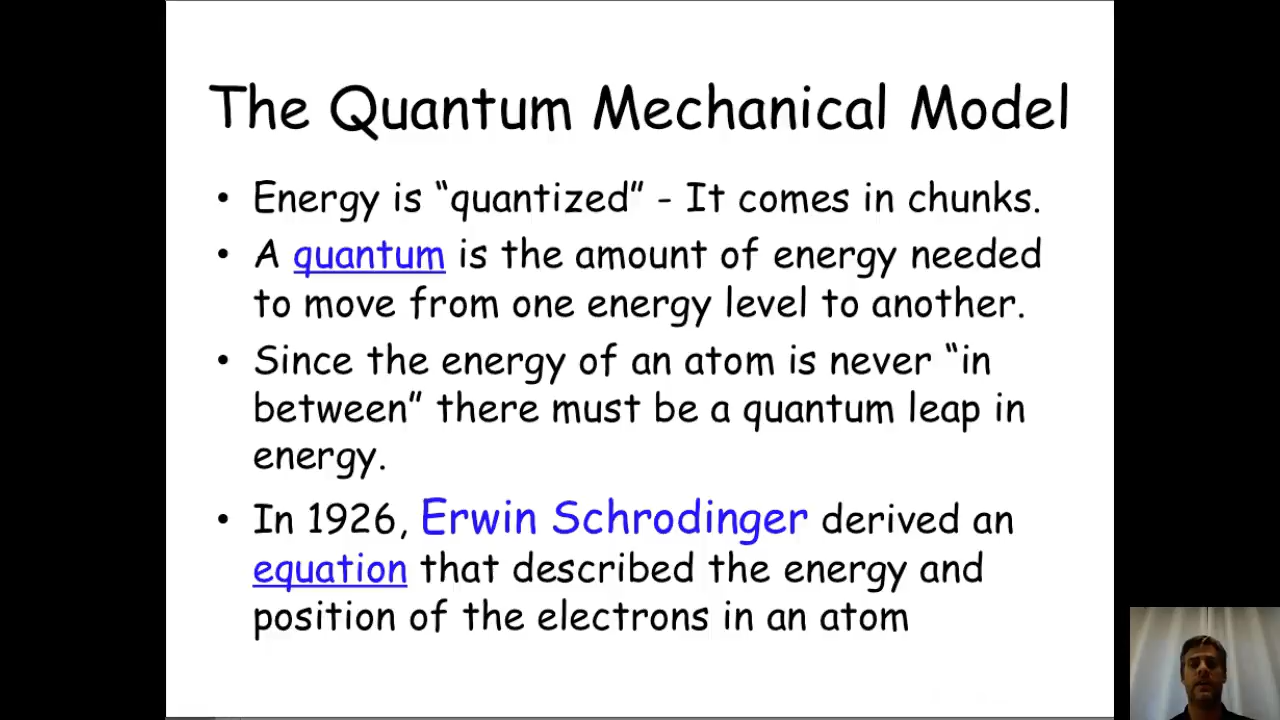 The Quantum Mechanical Model
• Energy is “quantized” - It comes in chunks.
• A quantum is the amount of energy needed
to move from one energy level to another.
• Since the energy of an atom is never “in
between” there must be a quantum leap in
energy.
• In 1926, Erwin Schrodinger derived an
equation that described the energy and
position of the electrons in an atom